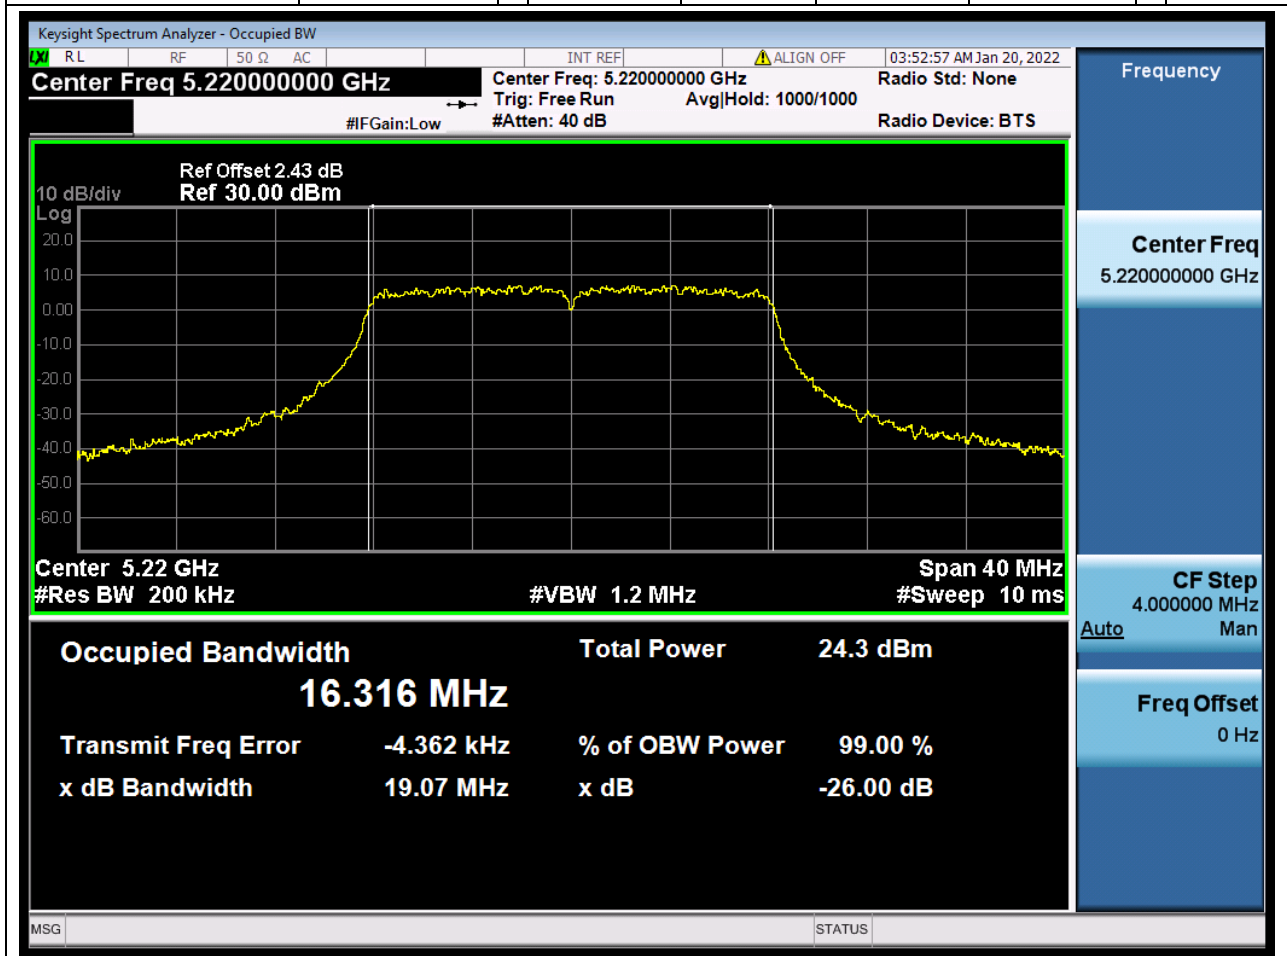 Keysight Spectrum Analyzer - Occupied BW
LXI RL RF 50 Ω AC INT REF ALIGN OFF 03:52:57 AM Jan 20, 2022
Center Freq 5.220000000 GHz
Center Freq: 5.220000000 GHz Radio Std: None
Trig: Free Run Avg|Hold: 1000/1000
#IFGain:Low #Atten: 40 dB Radio Device: BTS
Ref Offset 2.43 dB
10 dB/div Ref 30.00 dBm
Log
20.0
10.0
0.00
-10.0
-20.0
-30.0
-40.0
-50.0
-60.0
Center 5.22 GHz Span 40 MHz
#Res BW 200 kHz #VBW 1.2 MHz #Sweep 10 ms
Occupied Bandwidth Total Power 24.3 dBm
16.316 MHz
Transmit Freq Error -4.362 kHz % of OBW Power 99.00 %
x dB Bandwidth 19.07 MHz x dB -26.00 dB
MSG STATUS
Frequency
Center Freq
5.220000000 GHz
CF Step
4.000000 MHz
Auto Man
Freq Offset
0 Hz